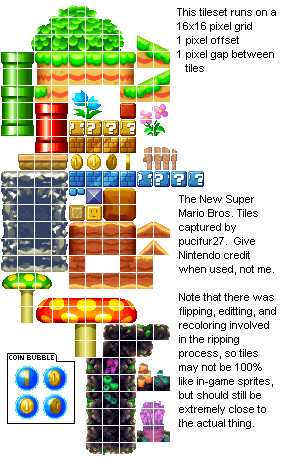 This tileset runs on a
16x16 pixel grid
1 pixel offset
1 pixel gap between
tiles
The New Super
Mario Bros. Tiles
captured by
pucifur27. Give
Nintendo credit
when used, not me.
Note that there was
flipping, editting, and
recoloring involved
in the ripping
process, so tiles
may not be 100%
like in-game sprites,
but should still be
extremely close to
the actual thing.
COIN BUBBLE